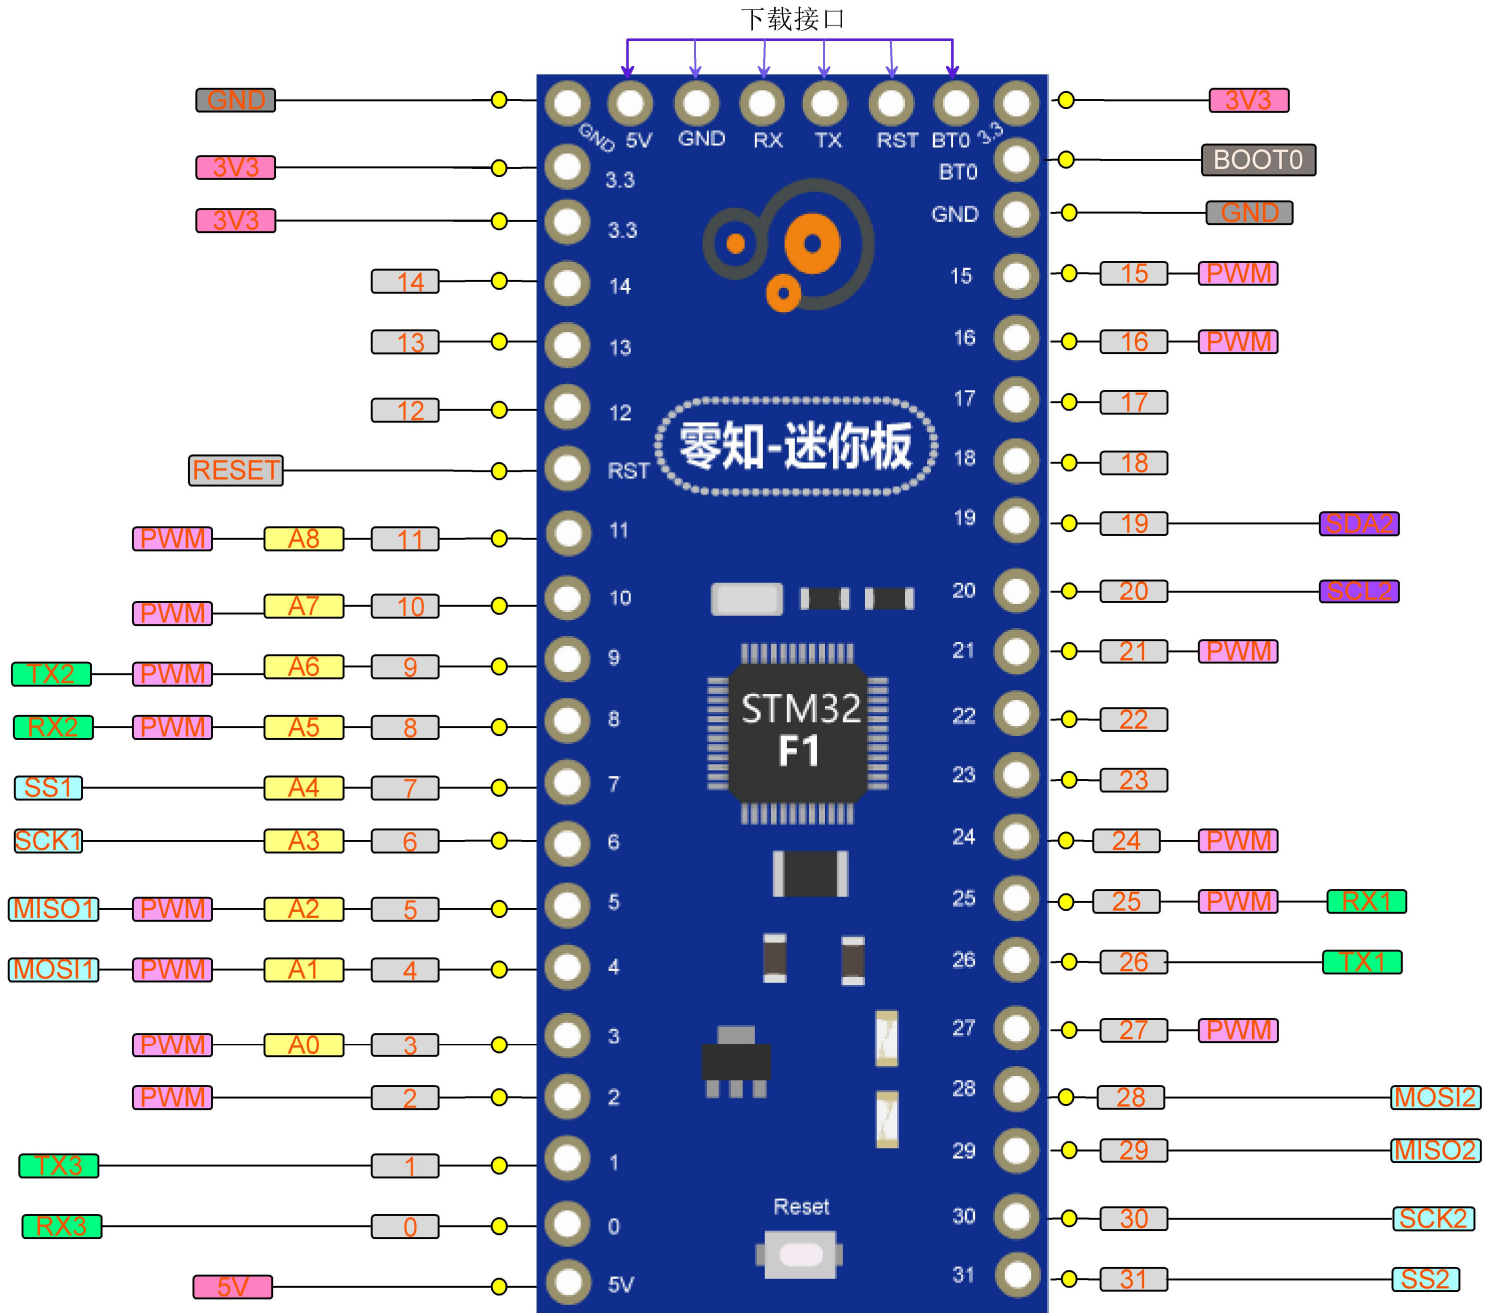 下载接口
GND 5V GND RX TX RST BT0 3.3
GND 3V3
3V3 3.3 BT0 BOOT0
3V3 3.3 GND GND
14 14 15 15 PWM
13 13 16 16 PWM
12 12 17 17
零知-迷你板
RESET RST 18 18
PWM A8 11 11 19 19 SDA2
PWM A7 10 10 20 20 SCL2
TX2 PWM A6 9 9 21 21 PWM
STM32
F1
RX2 PWM A5 8 8 22 22
SS1 A4 7 7 23 23
SCK1 A3 6 6 24 24 PWM
MISO1 PWM A2 5 5 25 25 PWM RX1
MOSI1 PWM A1 4 4 26 26 TX1
PWM A0 3 3 27 27 PWM
PWM 2 2 28 28 MOSI2
TX3 1 1 29 29 MISO2
Reset
RX3 0 0 30 30 SCK2
5V 5V 31 31 SS2